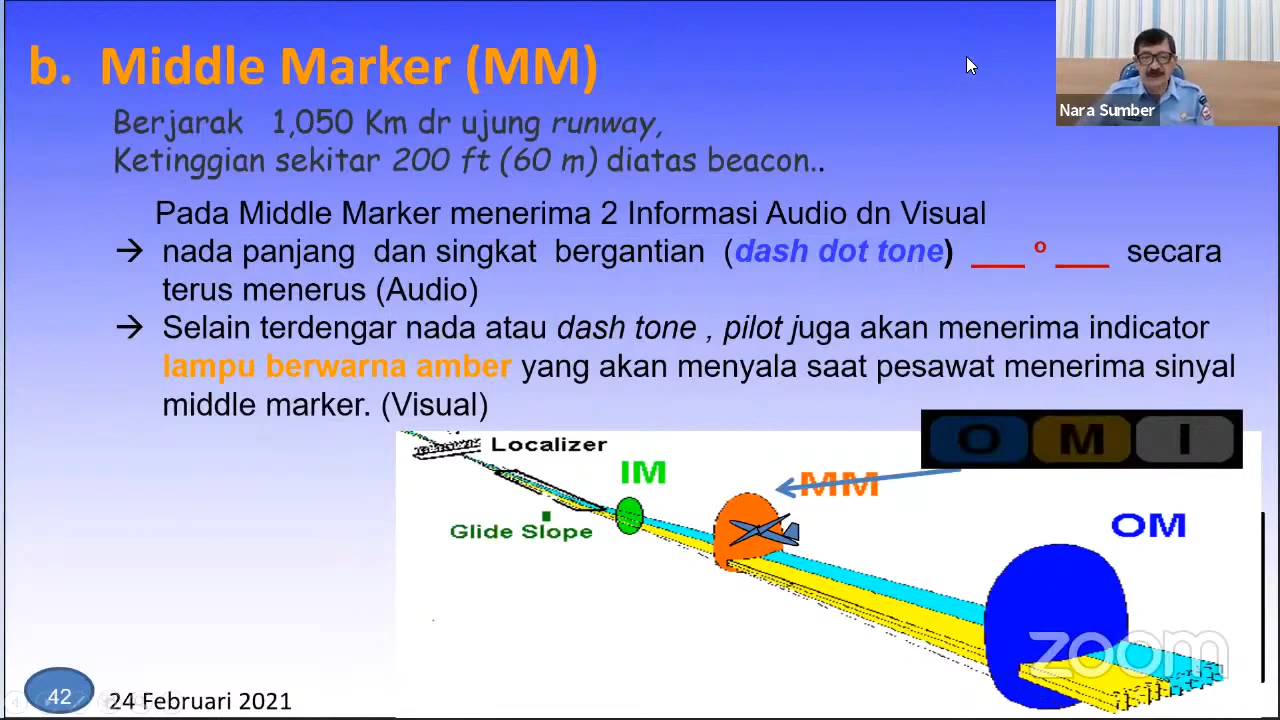 b. Middle Marker (MM)
Nara Sumber
Berjarak 1,050 Km dr ujung runway,
Ketinggian sekitar 200 ft (60 m) diatas beacon..
Pada Middle Marker menerima 2 Informasi Audio dn Visual
→ nada panjang dan singkat bergantian (dash dot tone) ___ o ___ secara
terus menerus (Audio)
→ Selain terdengar nada atau dash tone , pilot juga akan menerima indicator
lampu berwarna amber yang akan menyala saat pesawat menerima sinyal
middle marker. (Visual)
O M I
Localizer
IM
MM
Glide Slope
OM
zoom
42
24 Februari 2021